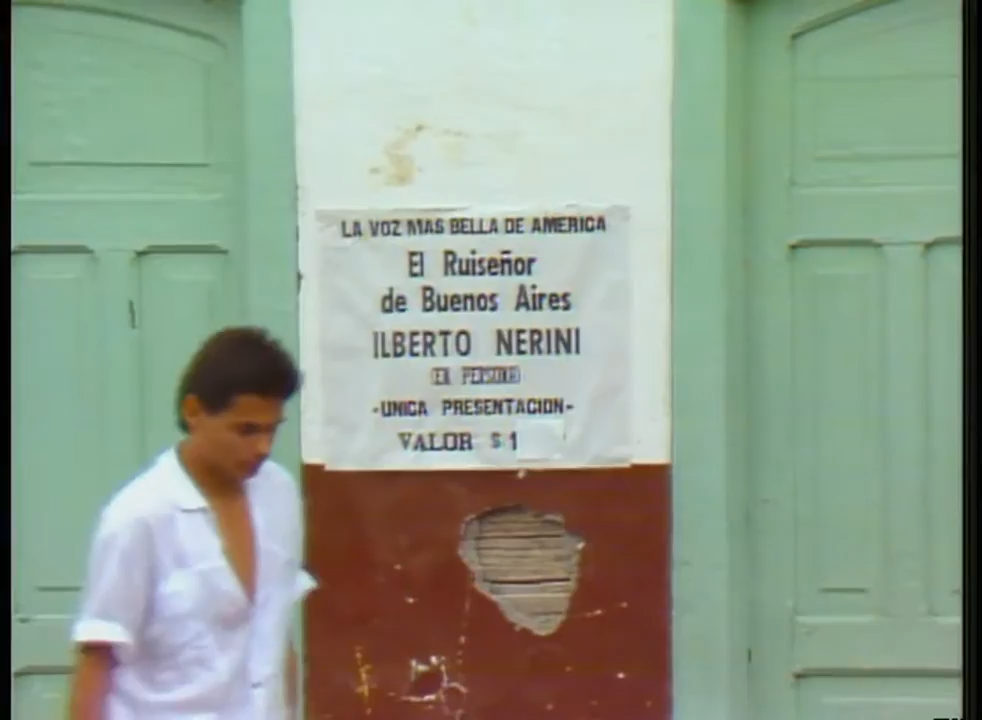 LA VOZ MAS BELLA DE AMERICA
El Ruiseñor
de Buenos Aires
ILBERTO NERINI
(EN PERSONA)
-UNICA PRESENTACION-
VALOR $ 1